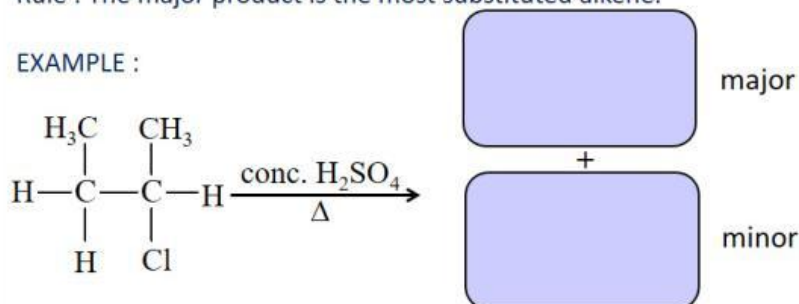 Rule : The major product is the most substituted alkene.
EXAMPLE :
H₃C CH₃
H—C—C—H
H Cl
conc. H₂SO₄
Δ
major
+
minor